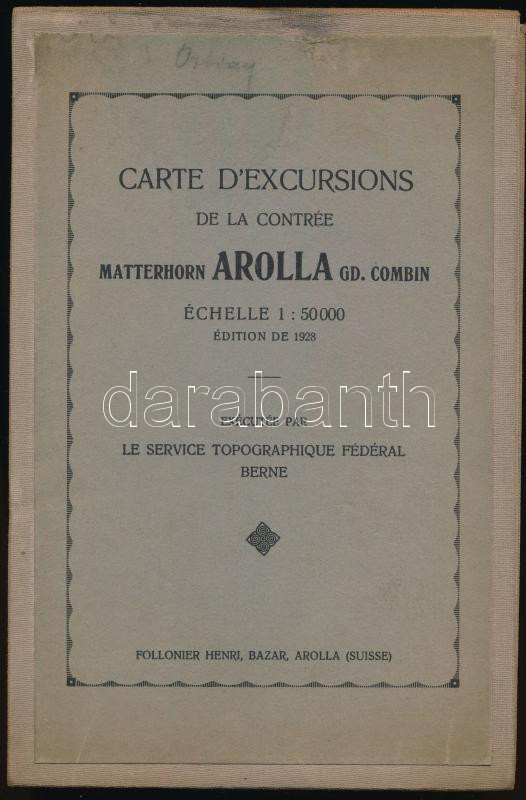 CARTE D'EXCURSIONS
DE LA CONTRÉE
MATTERHORN AROLLA GD. COMBIN
ÉCHELLE 1 : 50000
ÉDITION DE 1928
darabanth
EXÉCUTÉE PAR
LE SERVICE TOPOGRAPHIQUE FÉDÉRAL
BERNE
FOLLONIER HENRI, BAZAR, AROLLA (SUISSE)